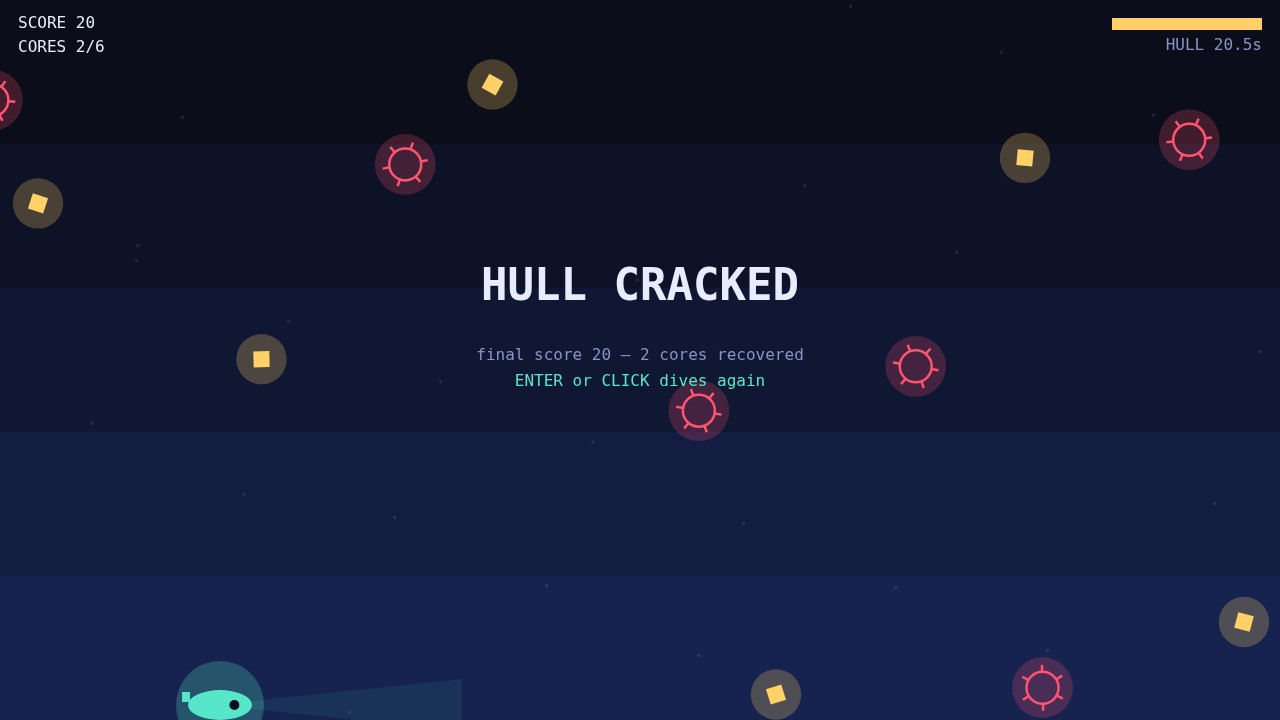 SCORE 20
CORES 2/6
HULL 20.5s
HULL CRACKED
final score 20 — 2 cores recovered
ENTER or CLICK dives again